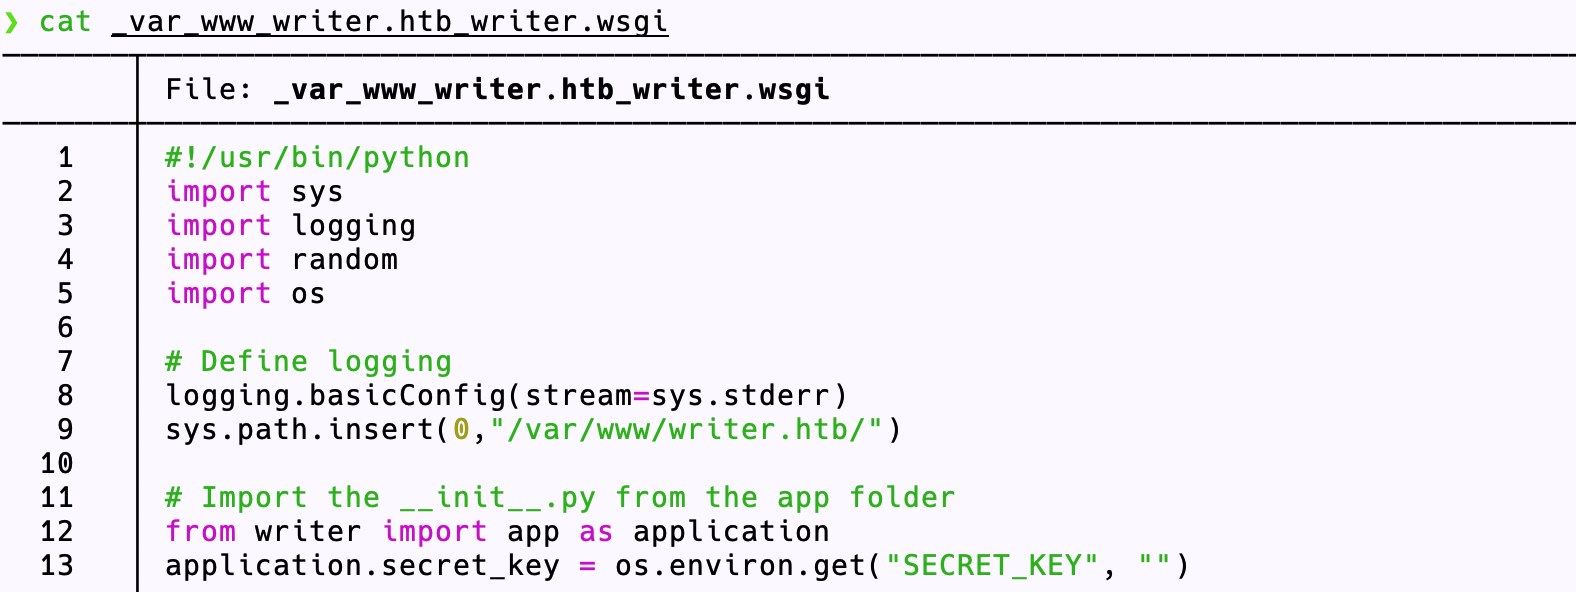 ❯ cat _var_www_writer.htb_writer.wsgi
File: _var_www_writer.htb_writer.wsgi
1 #!/usr/bin/python
2 import sys
3 import logging
4 import random
5 import os
6
7 # Define logging
8 logging.basicConfig(stream=sys.stderr)
9 sys.path.insert(0,"/var/www/writer.htb/")
10
11 # Import the __init__.py from the app folder
12 from writer import app as application
13 application.secret_key = os.environ.get("SECRET_KEY", "")